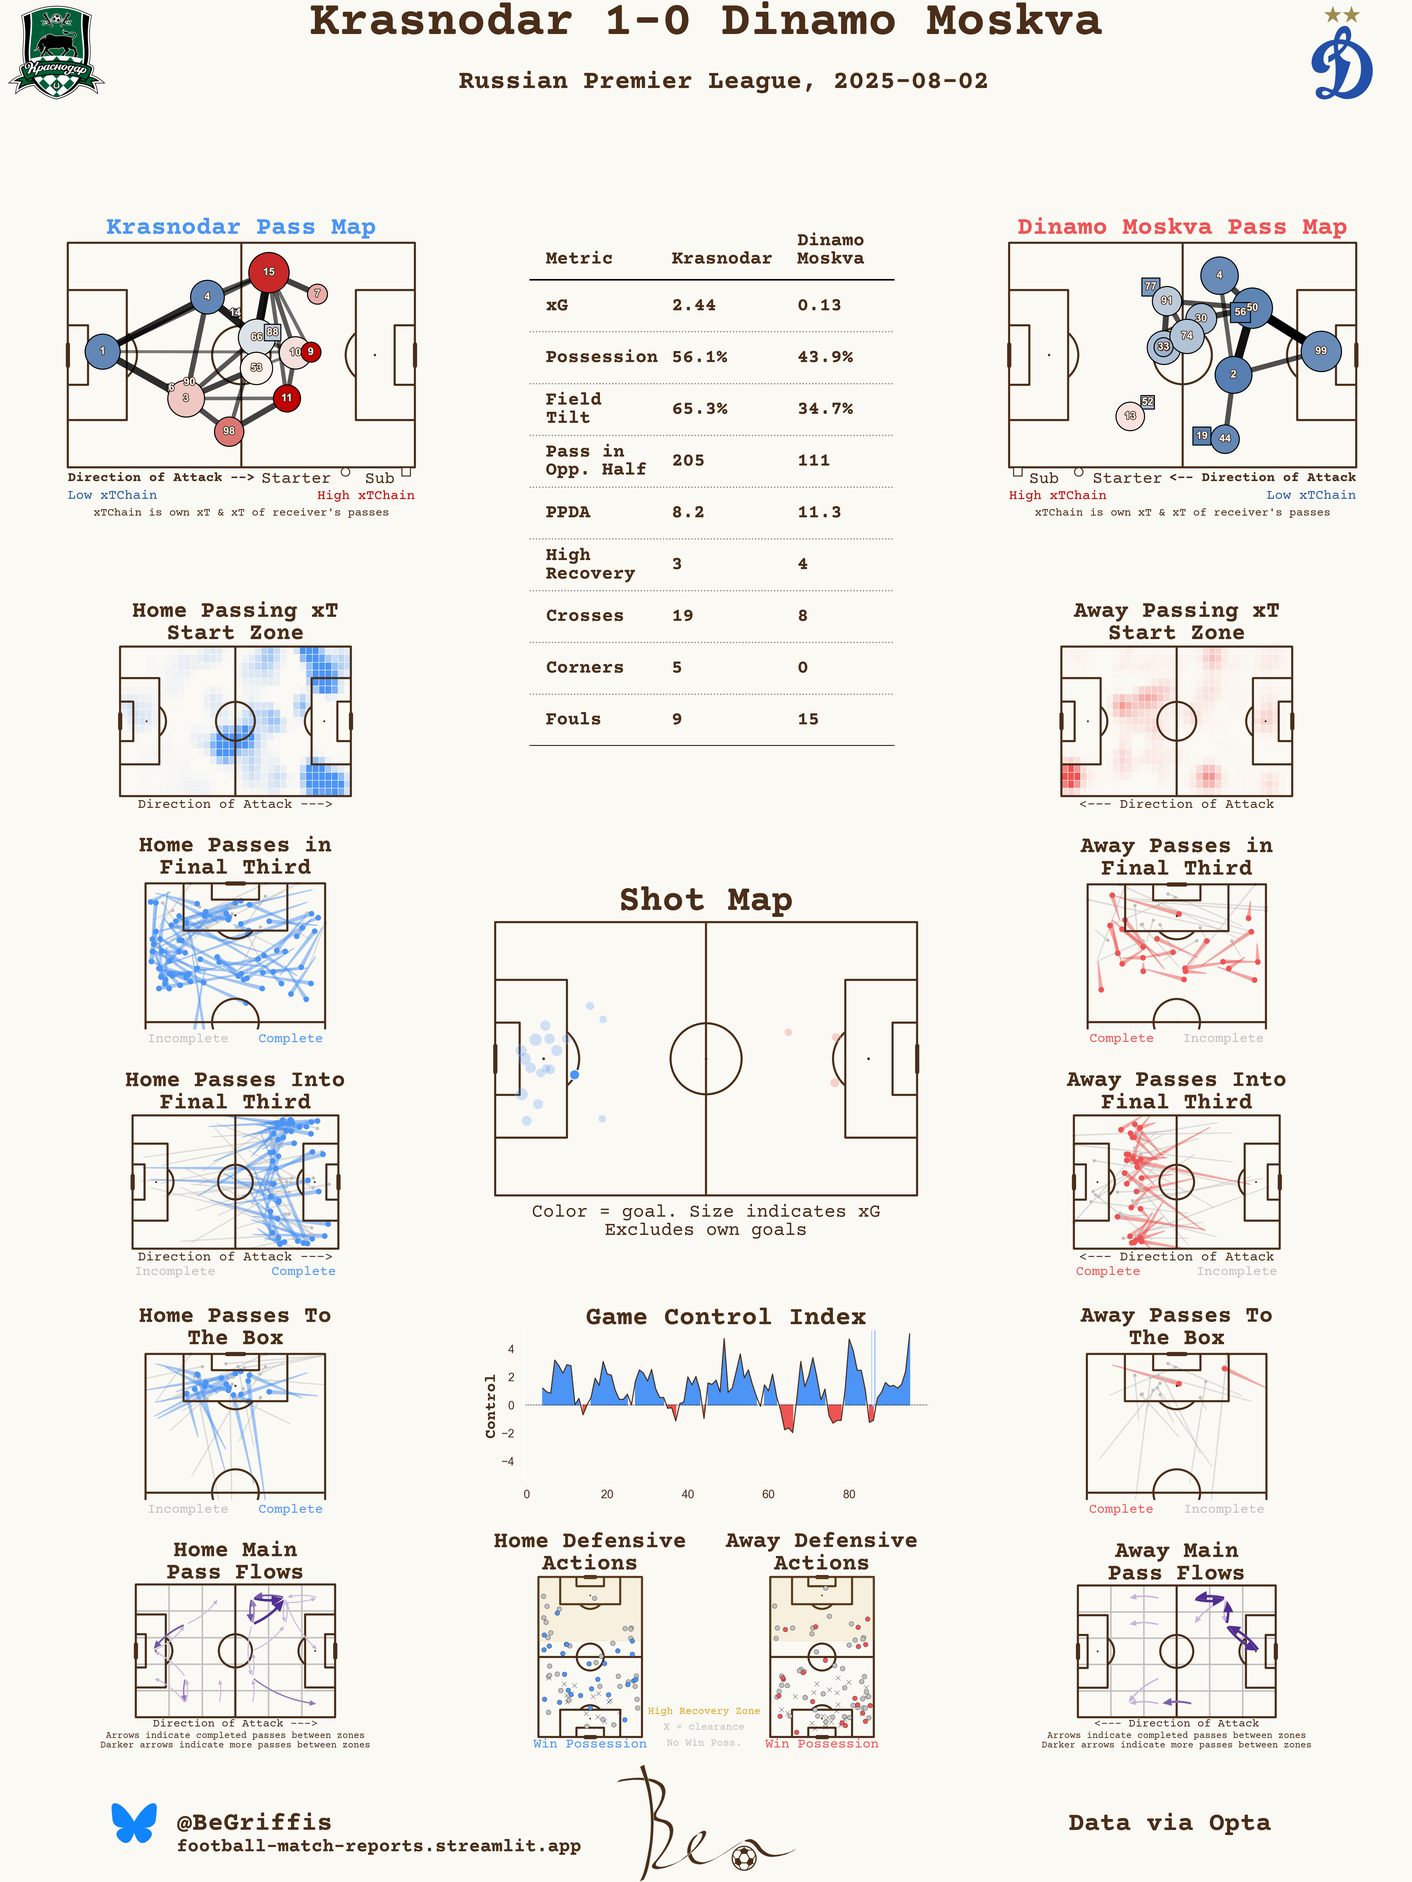 Krasnodar 1-0 Dinamo Moskva
Russian Premier League, 2025-08-02
Краснодар
Krasnodar Pass Map
15
4
7
14
66
88
1
10
9
53
90
6
3
11
98
Direction of Attack --> Starter Sub
Low xTChain High xTChain
xTChain is own xT & xT of receiver's passes
Metric Krasnodar Dinamo Moskva
xG 2.44 0.13
Possession 56.1% 43.9%
Field Tilt 65.3% 34.7%
Pass in Opp. Half 205 111
PPDA 8.2 11.3
High Recovery 3 4
Crosses 19 8
Corners 5 0
Fouls 9 15
Dinamo Moskva Pass Map
4
77
91
50
56
30
74
33
99
2
52
13
19
44
Sub Starter <-- Direction of Attack
High xTChain Low xTChain
xTChain is own xT & xT of receiver's passes
Home Passing xT
Start Zone
Direction of Attack --->
Away Passing xT
Start Zone
<--- Direction of Attack
Home Passes in
Final Third
Incomplete Complete
Away Passes in
Final Third
Complete Incomplete
Shot Map
Color = goal. Size indicates xG
Excludes own goals
Home Passes Into
Final Third
Direction of Attack --->
Incomplete Complete
Away Passes Into
Final Third
<--- Direction of Attack
Complete Incomplete
Home Passes To
The Box
Incomplete Complete
Game Control Index
Control
4
2
0
−2
−4
0 20 40 60 80
Away Passes To
The Box
Complete Incomplete
Home Main
Pass Flows
Direction of Attack --->
Arrows indicate completed passes between zones
Darker arrows indicate more passes between zones
Home Defensive
Actions
Win Possession
Away Defensive
Actions
Win Possession
High Recovery Zone
X = clearance
No Win Poss.
Away Main
Pass Flows
<--- Direction of Attack
Arrows indicate completed passes between zones
Darker arrows indicate more passes between zones
@BeGriffis
football-match-reports.streamlit.app
Ben
Data via Opta